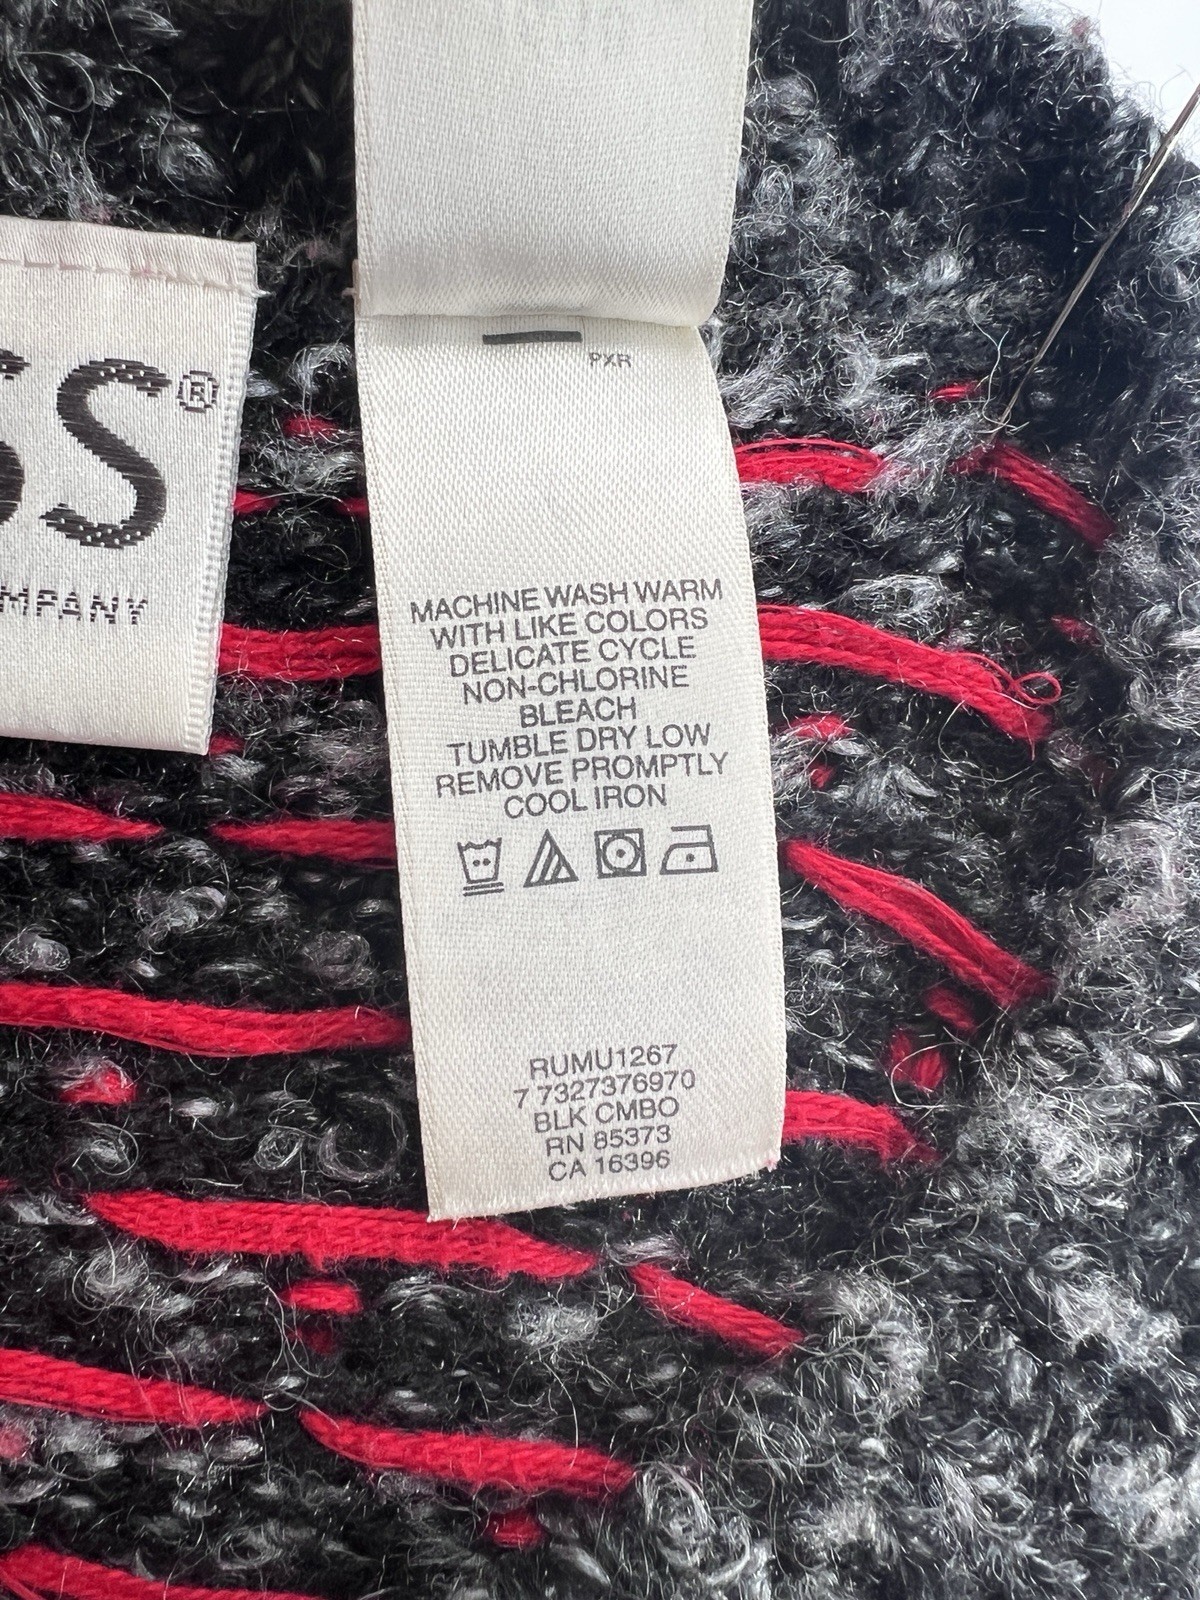 SS®
MPANY
PXR
MACHINE WASH WARM
WITH LIKE COLORS
DELICATE CYCLE
NON-CHLORINE
BLEACH
TUMBLE DRY LOW
REMOVE PROMPTLY
COOL IRON
RUMU1267
7 7327376970
BLK CMBO
RN 85373
CA 16396